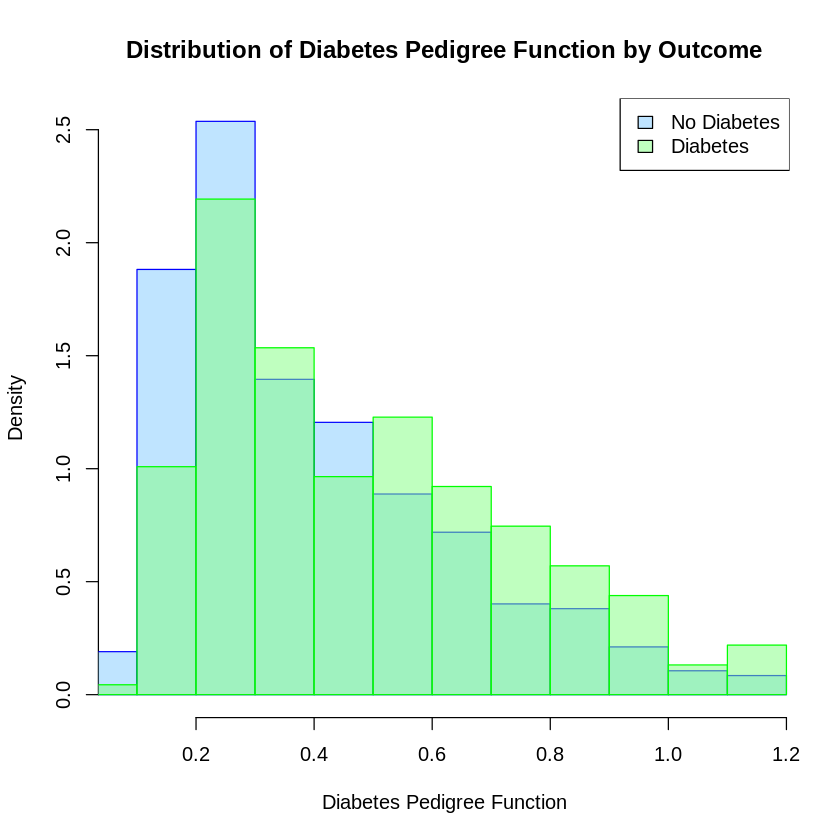 Distribution of Diabetes Pedigree Function by Outcome
No Diabetes
Diabetes
2.5
2.0
1.5
1.0
0.5
0.0
Density
0.2 0.4 0.6 0.8 1.0 1.2
Diabetes Pedigree Function